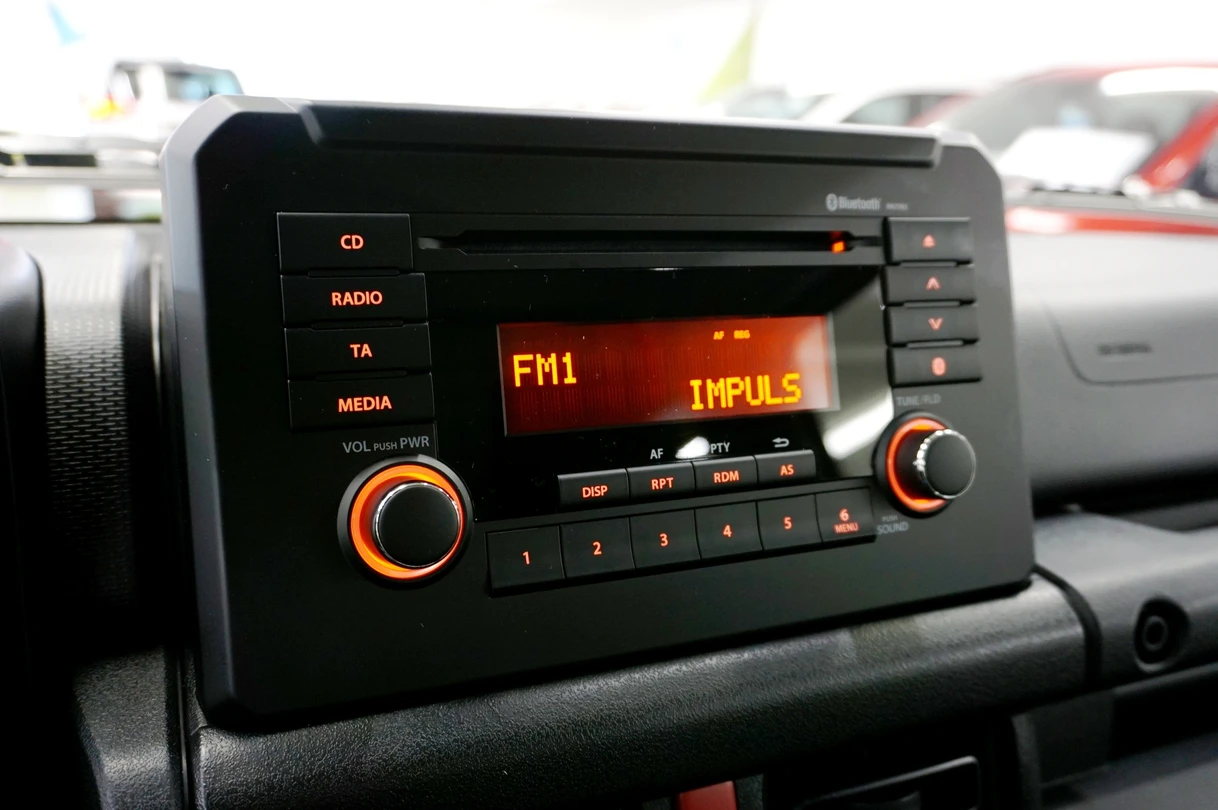 Bluetooth
CD
RADIO
TA
MEDIA
AF REG
FM1
IMPULS
TUNE/FLD
VOL PUSH PWR
AF PTY
DISP RPT RDM AS
1 2 3 4 5 6
MENU
PUSH
SOUND